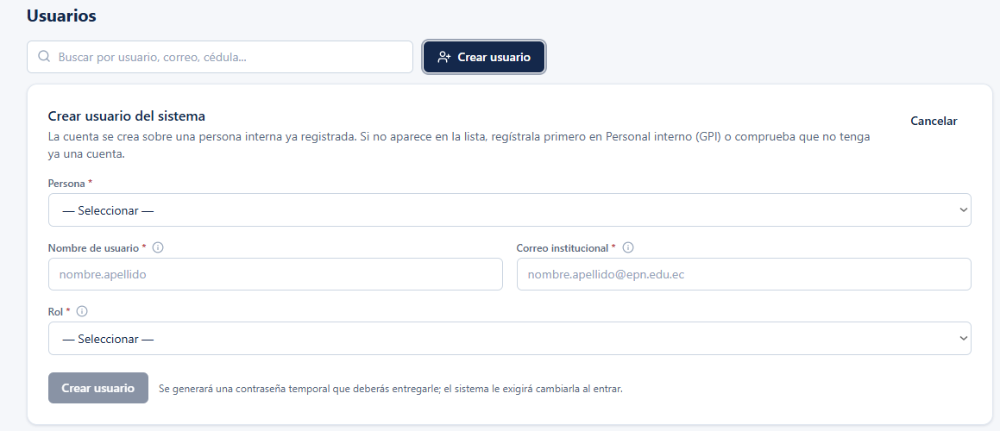 Usuarios
Buscar por usuario, correo, cédula...
Crear usuario
Crear usuario del sistema
Cancelar
La cuenta se crea sobre una persona interna ya registrada. Si no aparece en la lista, regístrala primero en Personal interno (GPI) o comprueba que no tenga
ya una cuenta.
Persona *
— Seleccionar —
Nombre de usuario *
Correo institucional *
nombre.apellido
nombre.apellido@epn.edu.ec
Rol *
— Seleccionar —
Crear usuario
Se generará una contraseña temporal que deberás entregarle; el sistema le exigirá cambiarla al entrar.